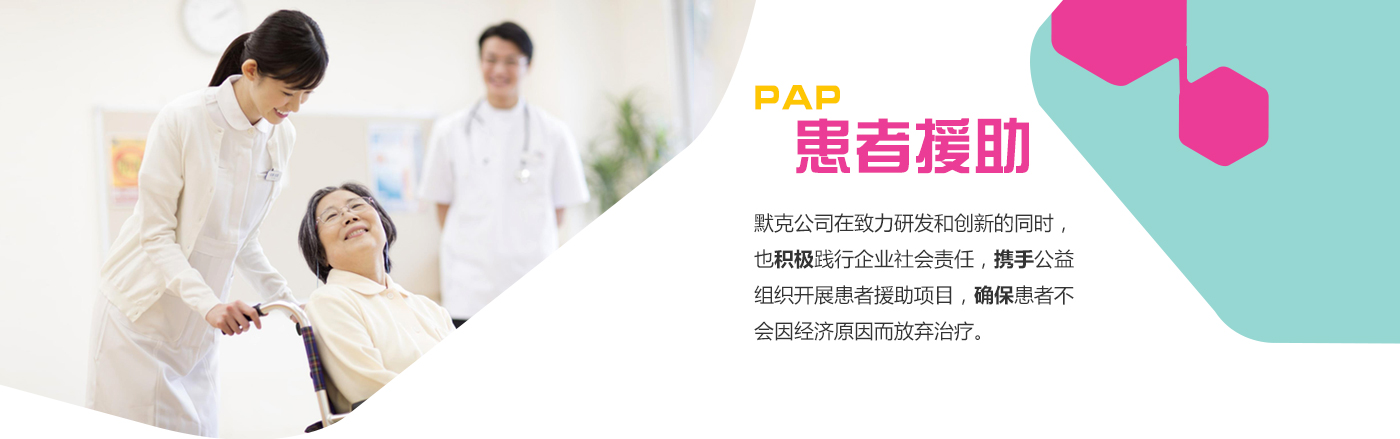 PAP
患者援助
默克公司在致力研发和创新的同时，
也积极践行企业社会责任，携手公益
组织开展患者援助项目，确保患者不
会因经济原因而放弃治疗。